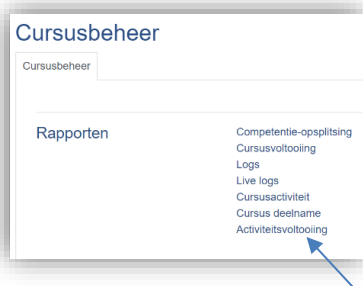 Cursusbeheer
Cursusbeheer
Rapporten
Competentie-opsplitsing
Cursusvoltooiing
Logs
Live logs
Cursusactiviteit
Cursus deelname
Activiteitsvoltooiing